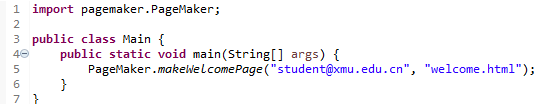 1 import pagemaker.PageMaker;
2
3 public class Main {
4 public static void main(String[] args) {
5 PageMaker.makeWelcomePage("student@xmu.edu.cn", "welcome.html");
6 }
7 }